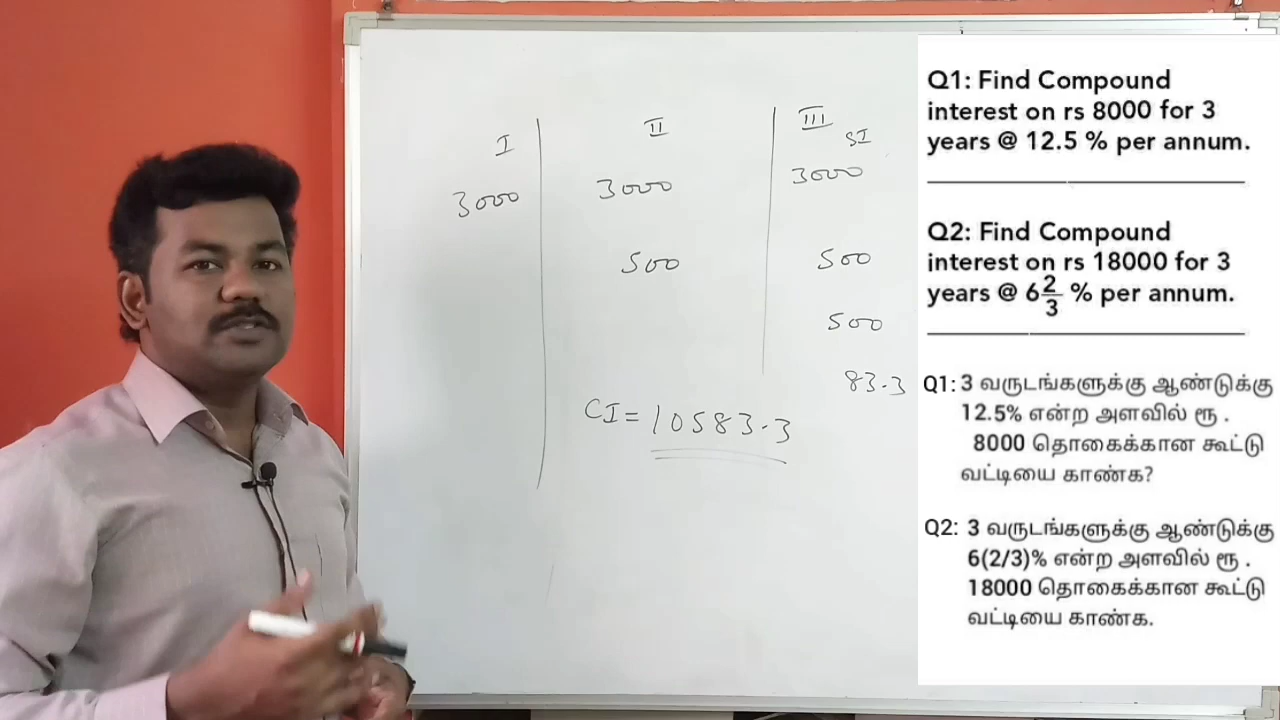 I
II
III
SI
3000
3000
3000
500
500
500
83.3
CI = 10583.3
Q1: Find Compound
interest on rs 8000 for 3
years @ 12.5 % per annum.
Q2: Find Compound
interest on rs 18000 for 3
years @ 6 2/3 % per annum.
Q1: 3 வருடங்களுக்கு ஆண்டுக்கு
12.5% என்ற அளவில் ரூ .
8000 தொகைக்கான கூட்டு
வட்டியை காண்க?
Q2: 3 வருடங்களுக்கு ஆண்டுக்கு
6(2/3)% என்ற அளவில் ரூ .
18000 தொகைக்கான கூட்டு
வட்டியை காண்க.